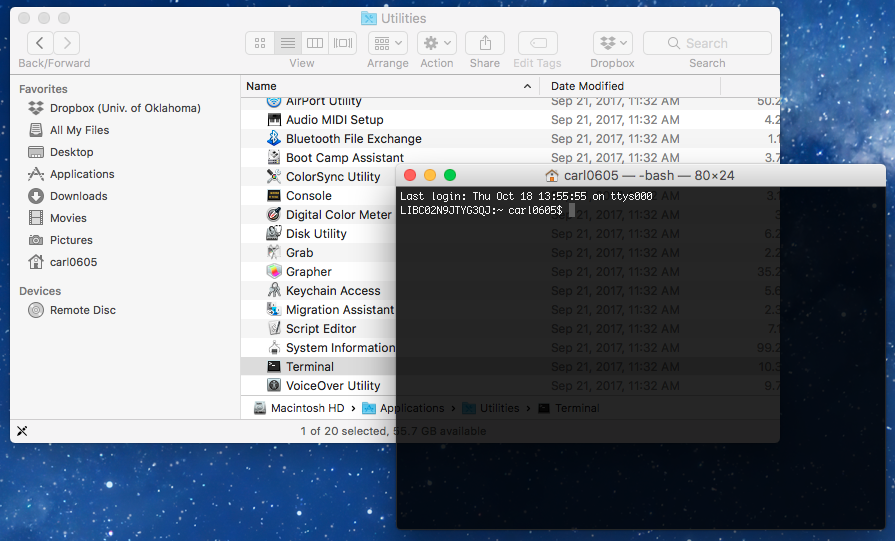 Utilities
Back/Forward
View
Arrange
Action
Share
Edit Tags
Dropbox
Search
Search
Favorites
Dropbox (Univ. of Oklahoma)
All My Files
Desktop
Applications
Downloads
Movies
Pictures
carl0605
Devices
Remote Disc
Name Date Modified
AirPort Utility Sep 21, 2017, 11:32 AM 50.2
Audio MIDI Setup Sep 21, 2017, 11:32 AM 4.2
Bluetooth File Exchange Sep 21, 2017, 11:32 AM 1.1
Boot Camp Assistant Sep 21, 2017, 11:32 AM 3.7
ColorSync Utility
Console Sep 21, 2017, 11:32 AM
Digital Color Meter Sep 21, 2017, 11:32 AM
Disk Utility Sep 21, 2017, 11:32 AM 6.2
Grab Sep 21, 2017, 11:32 AM 2.2
Grapher Sep 21, 2017, 11:32 AM 35.2
Keychain Access Sep 21, 2017, 11:32 AM 5.6
Migration Assistant Sep 21, 2017, 11:32 AM
Script Editor Sep 21, 2017, 11:32 AM 7.1
System Information Sep 21, 2017, 11:32 AM 99.2
Terminal Sep 21, 2017, 11:32 AM 10.3
VoiceOver Utility Sep 21, 2017, 11:32 AM 9.7
Macintosh HD › Applications › Utilities › Terminal
1 of 20 selected, 55.7 GB available
carl0605 — -bash — 80×24
Last login: Thu Oct 18 13:55:55 on ttys000
LIBC02N9JTYG3QJ:~ carl0605$